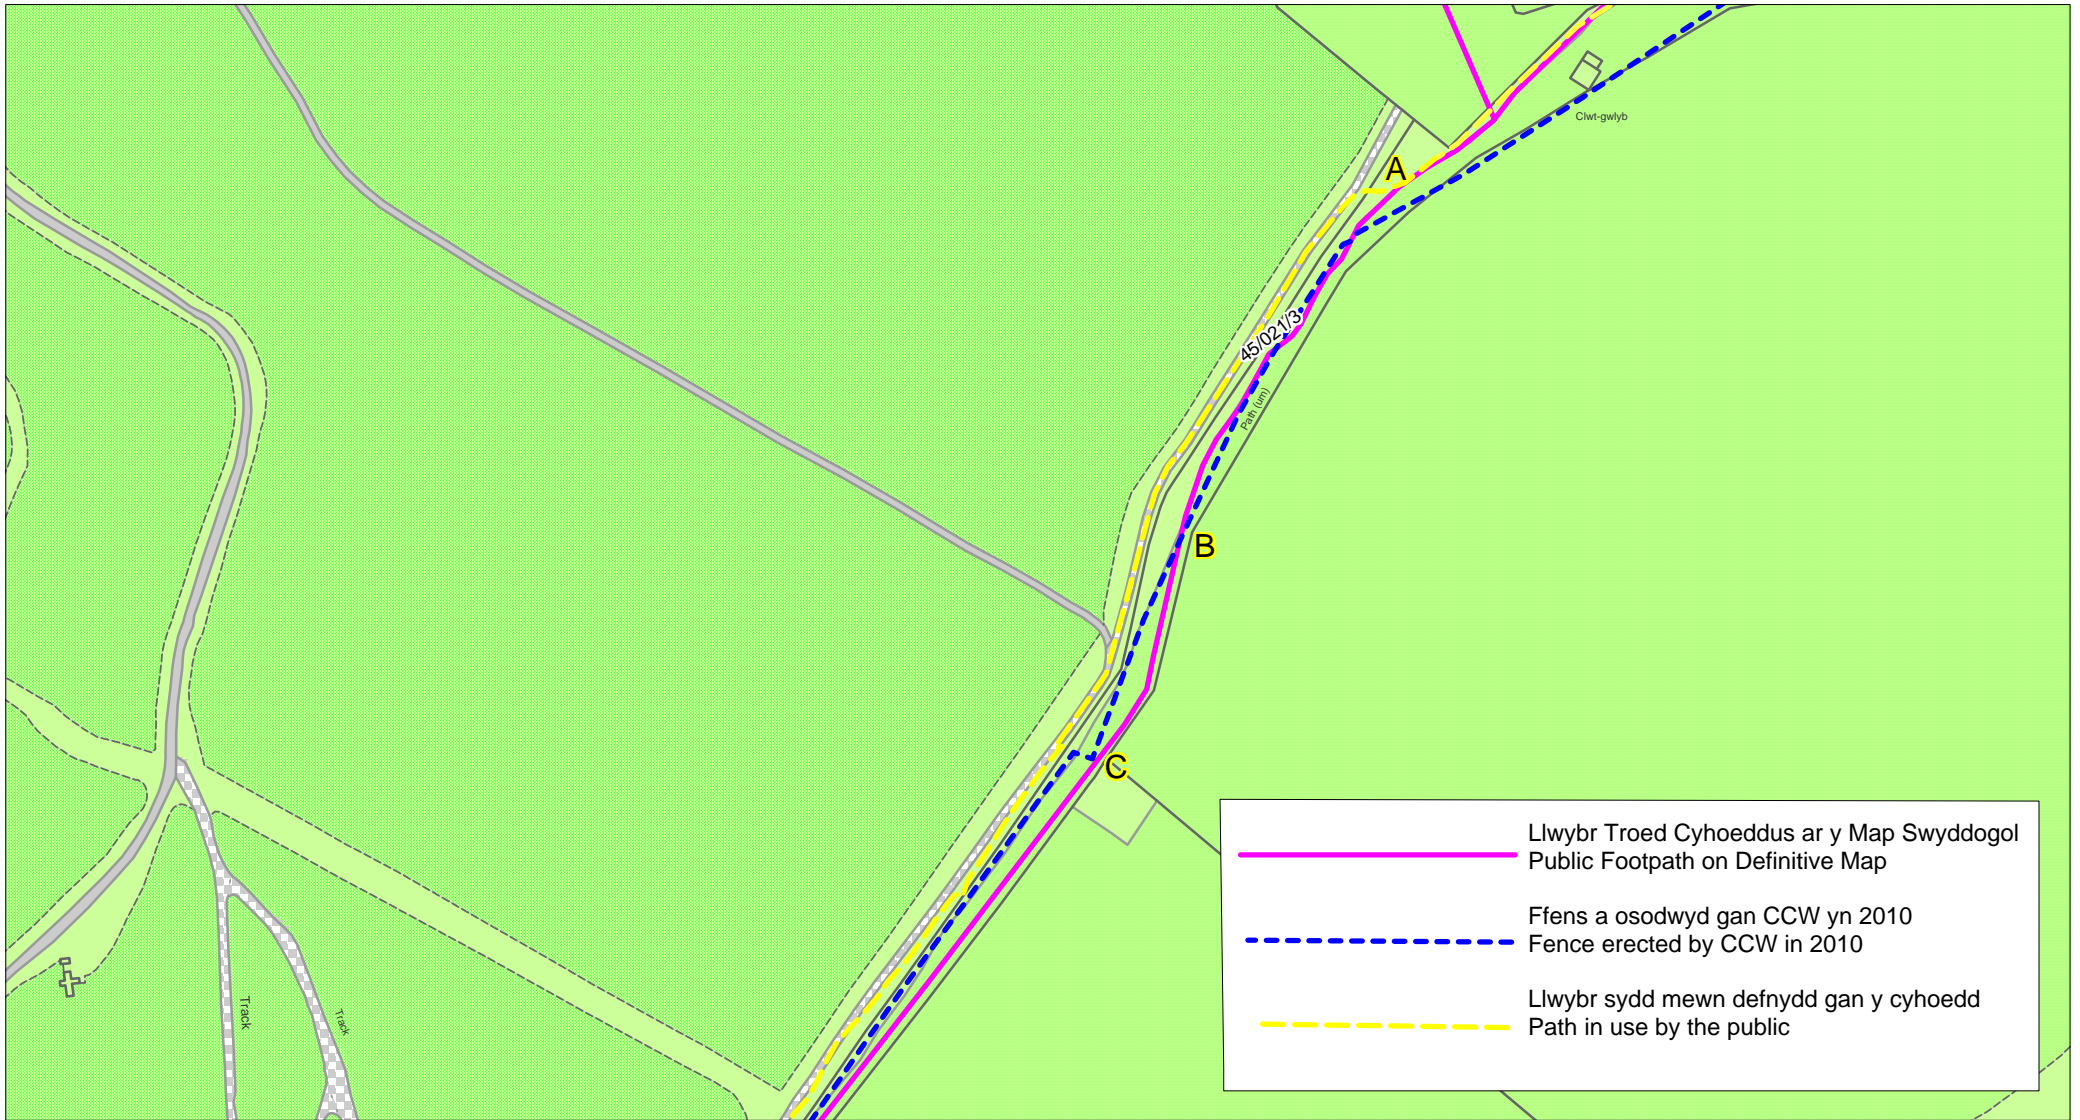 Clwt-gwlyb
A
45/021/3
Path (um)
B
C
Track
Track
Llwybr Troed Cyhoeddus ar y Map Swyddogol
Public Footpath on Definitive Map
Ffens a osodwyd gan CCW yn 2010
Fence erected by CCW in 2010
Llwybr sydd mewn defnydd gan y cyhoedd
Path in use by the public